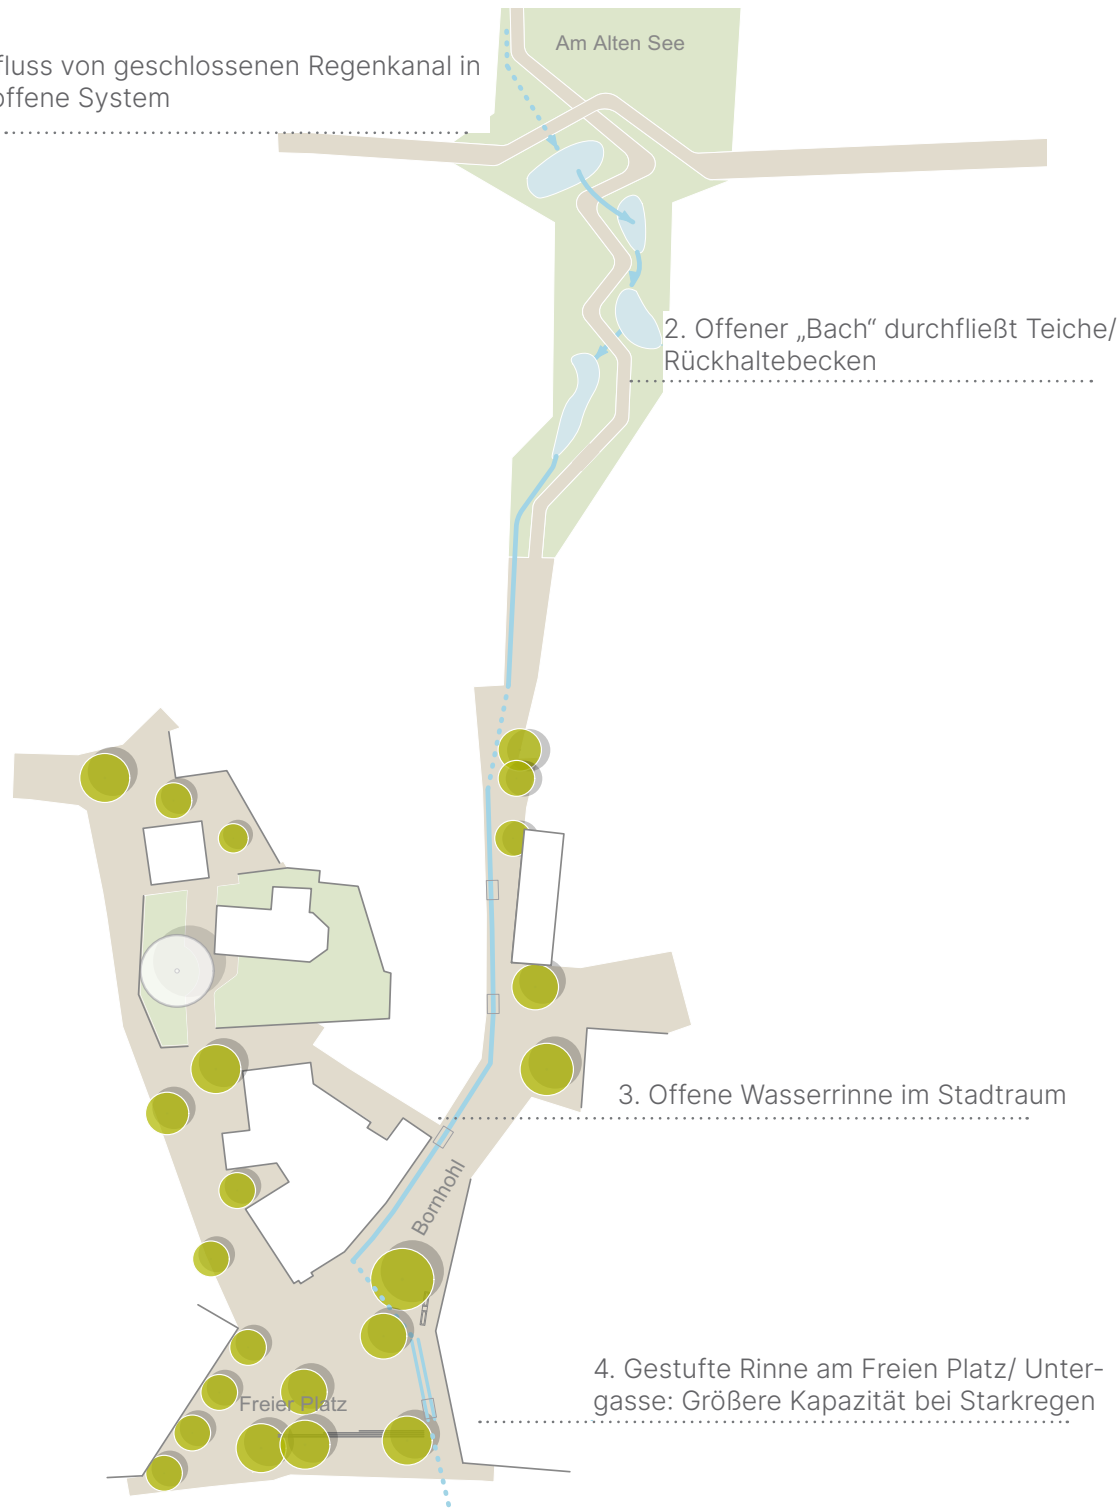 Am Alten See
fluss von geschlossenen Regenkanal in
offene System
2. Offener „Bach“ durchfließt Teiche/
Rückhaltebecken
3. Offene Wasserrinne im Stadtraum
Bornhohl
4. Gestufte Rinne am Freien Platz/ Unter-
gasse: Größere Kapazität bei Starkregen
Freier Platz